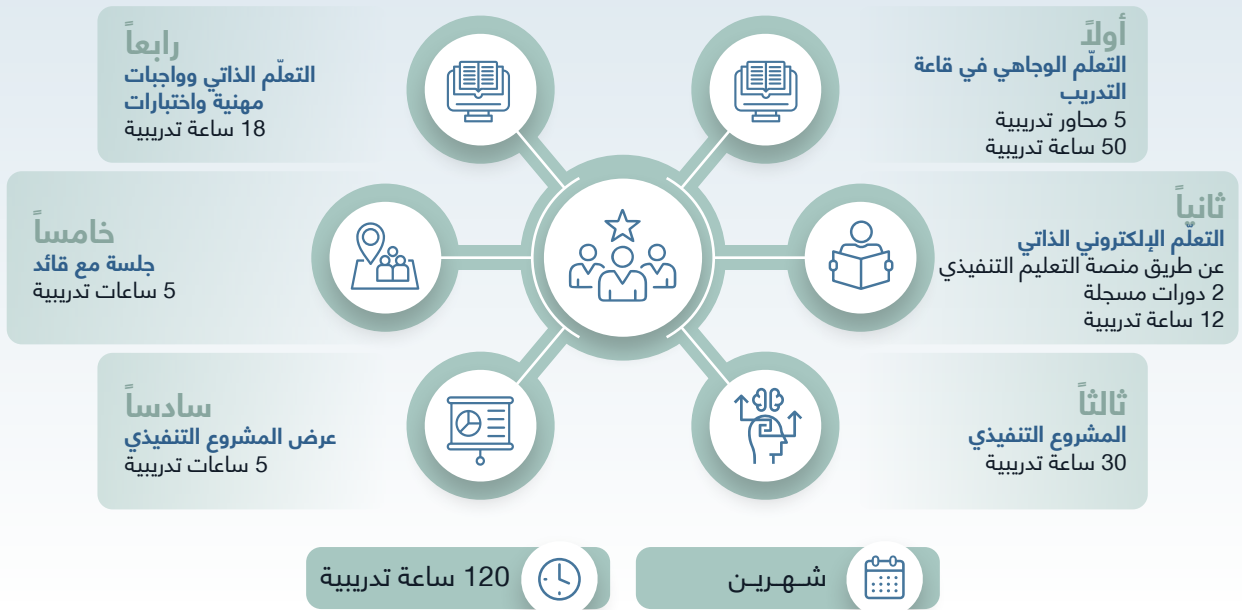 أولاً
التعلّم الوجاهي في قاعة
التدريب
5 محاور تدريبية
50 ساعة تدريبية
ثانياً
التعلّم الإلكتروني الذاتي
عن طريق منصة التعليم التنفيذي
2 دورات مسجلة
12 ساعة تدريبية
ثالثاً
المشروع التنفيذي
30 ساعة تدريبية
رابعاً
التعلّم الذاتي وواجبات
مهنية واختبارات
18 ساعة تدريبية
خامساً
جلسة مع قائد
5 ساعات تدريبية
سادساً
عرض المشروع التنفيذي
5 ساعات تدريبية
شـهـريـن
120 ساعة تدريبية